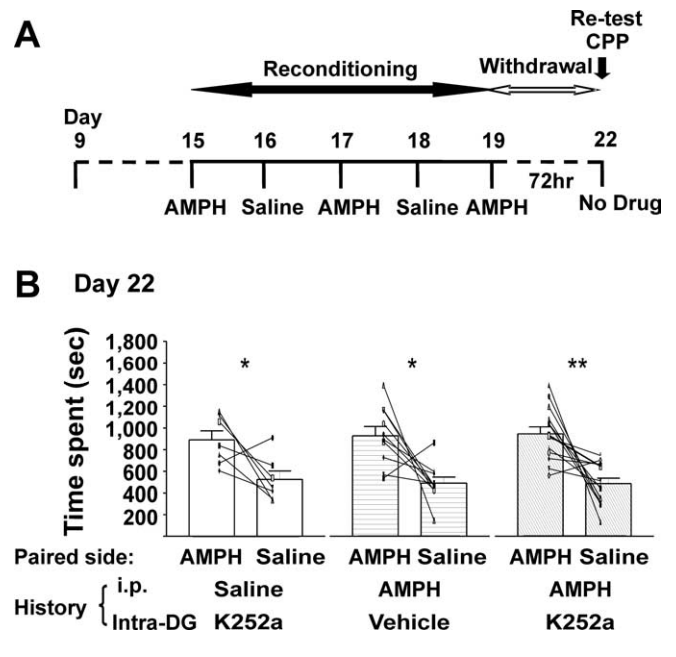 A
Re-test
CPP
Reconditioning
Withdrawal
Day
9 15 16 17 18 19 22
72hr
AMPH Saline AMPH Saline AMPH No Drug
B Day 22
Time spent (sec)
1,800
1,600
1,400
1,200
1,000
800
600
400
200
* * **
Paired side: AMPH Saline AMPH Saline AMPH Saline
History { i.p. Saline AMPH AMPH
Intra-DG K252a Vehicle K252a